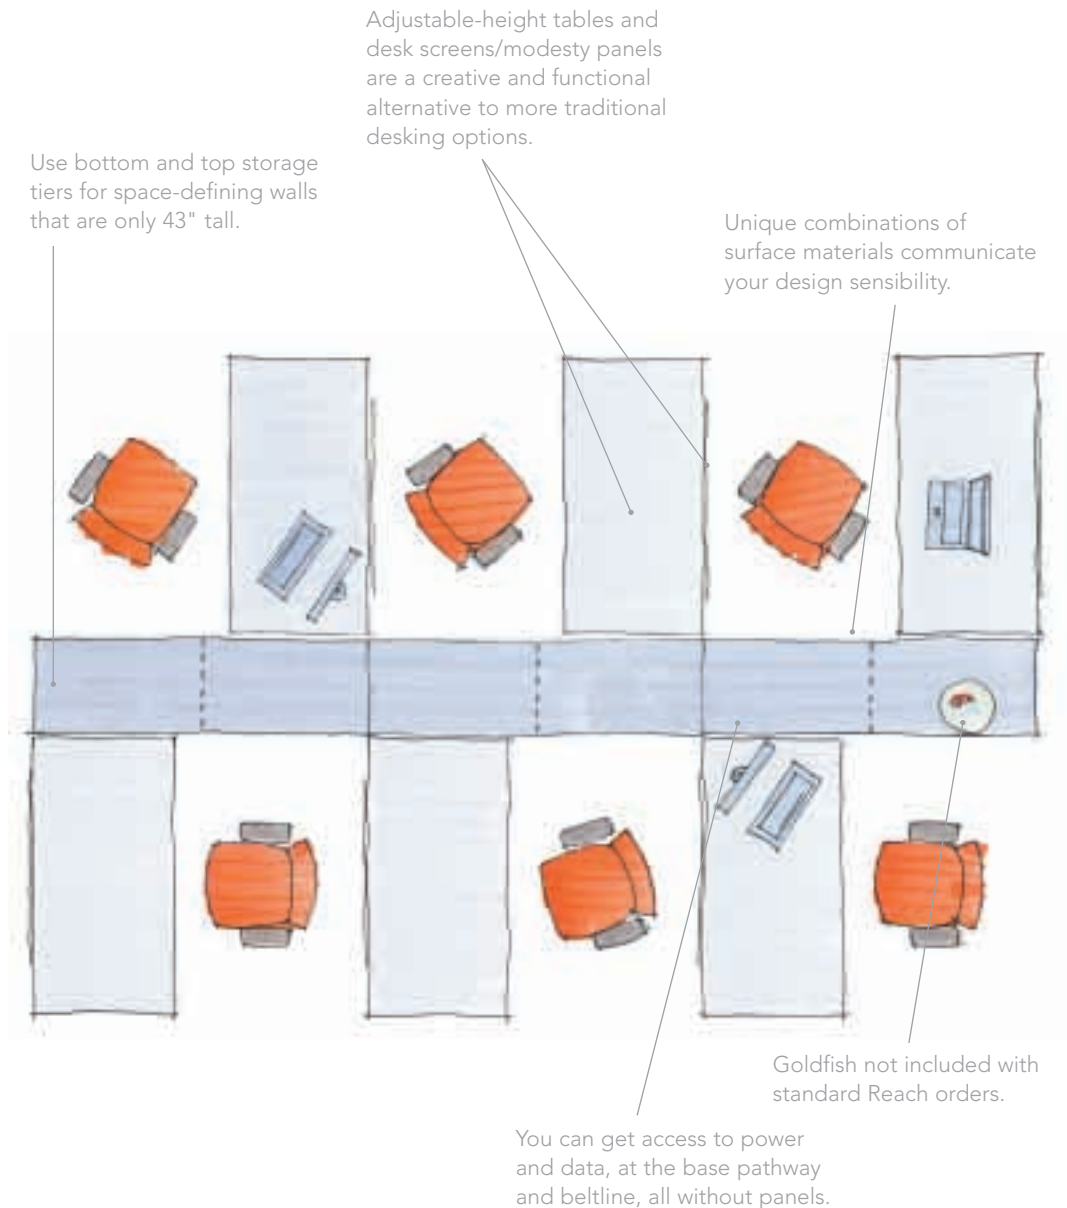 Adjustable-height tables and
desk screens/modesty panels
are a creative and functional
alternative to more traditional
desking options.
Use bottom and top storage
tiers for space-defining walls
that are only 43" tall.
Unique combinations of
surface materials communicate
your design sensibility.
Goldfish not included with
standard Reach orders.
You can get access to power
and data, at the base pathway
and beltline, all without panels.